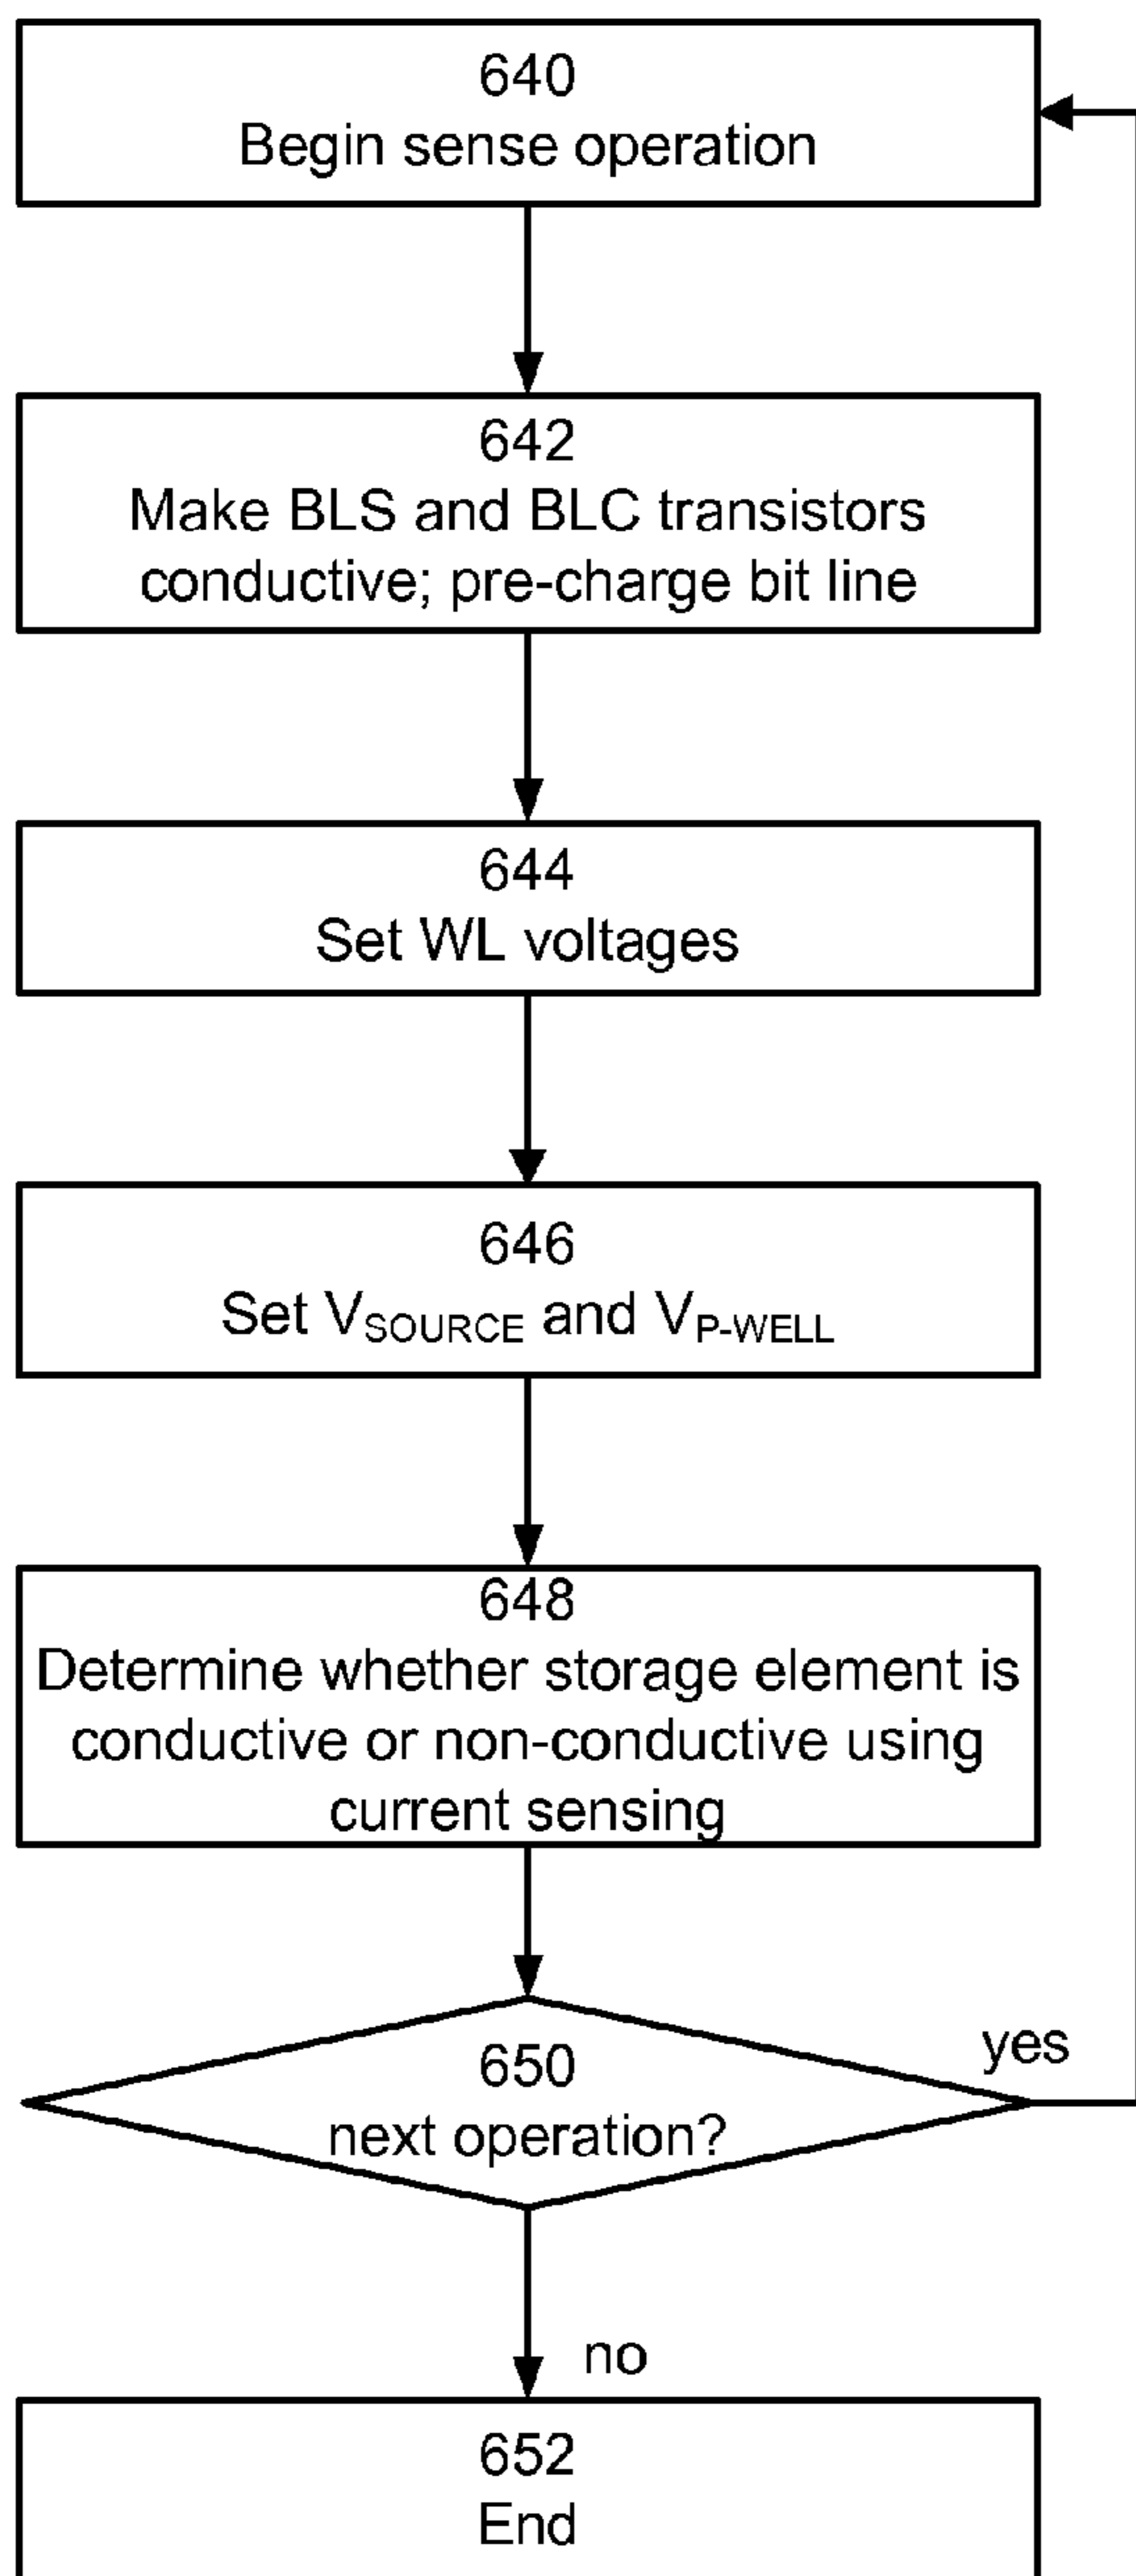 640
Begin sense operation
642
Make BLS and BLC transistors
conductive; pre-charge bit line
644
Set WL voltages
646
Set VSOURCE and VP-WELL
648
Determine whether storage element is
conductive or non-conductive using
current sensing
650
next operation?
yes
no
652
End